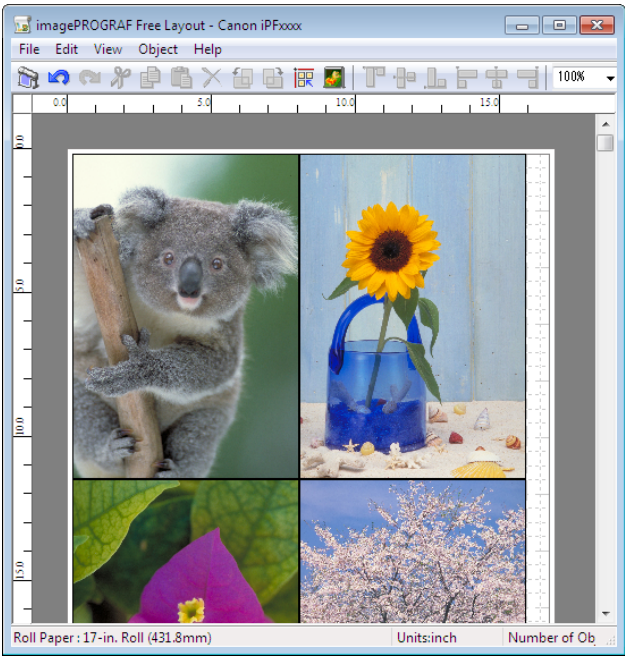 imagePROGRAF Free Layout - Canon iPFxxxx
File Edit View Object Help
100%
0.0 5.0 10.0 15.0
0.0
5.0
10.0
15.0
Roll Paper : 17-in. Roll (431.8mm) Units:inch Number of Ob